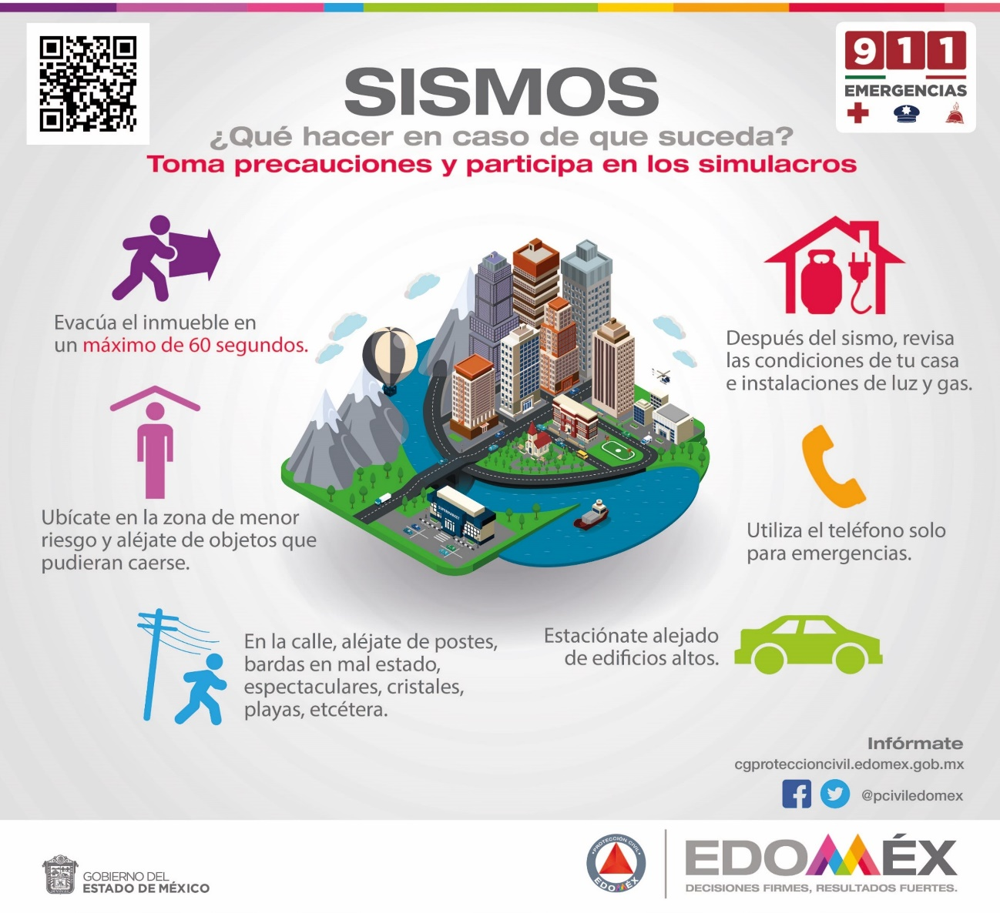 911
EMERGENCIAS
SISMOS
¿Qué hacer en caso de que suceda?
Toma precauciones y participa en los simulacros
Evacúa el inmueble en
un máximo de 60 segundos.
Ubícate en la zona de menor
riesgo y aléjate de objetos que
pudieran caerse.
En la calle, aléjate de postes,
bardas en mal estado,
espectaculares, cristales,
playas, etcétera.
SUPERMARKET
Después del sismo, revisa
las condiciones de tu casa
e instalaciones de luz y gas.
Utiliza el teléfono solo
para emergencias.
Estaciónate alejado
de edificios altos.
Infórmate
cgproteccioncivil.edomex.gob.mx
@pciviledomex
GOBIERNO DEL
ESTADO DE MÉXICO
PROTECCIÓN CIVIL
EDOMÉX
EDOMÉX
DECISIONES FIRMES, RESULTADOS FUERTES.